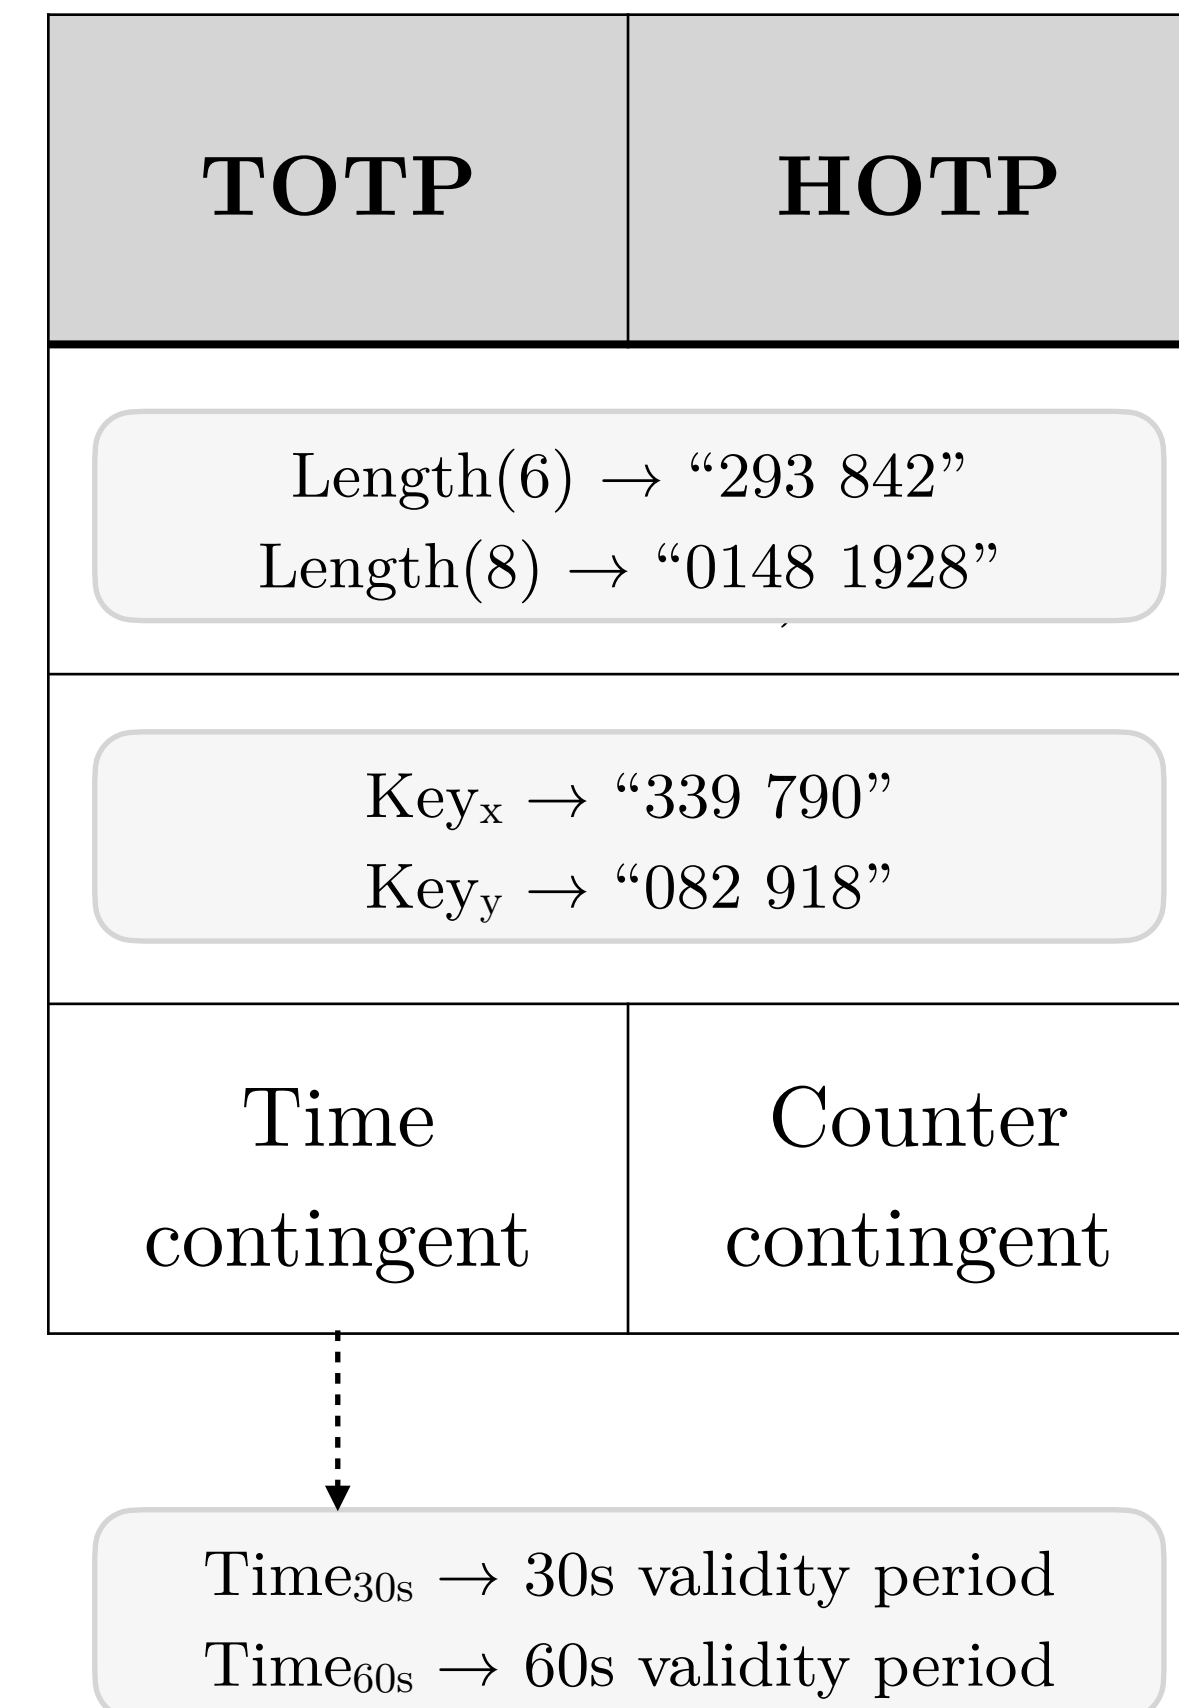 TOTP HOTP
Length(6) → “293 842”
Length(8) → “0148 1928”
Keyx → “339 790”
Keyy → “082 918”
Time Counter
contingent contingent
Time30s → 30s validity period
Time60s → 60s validity period